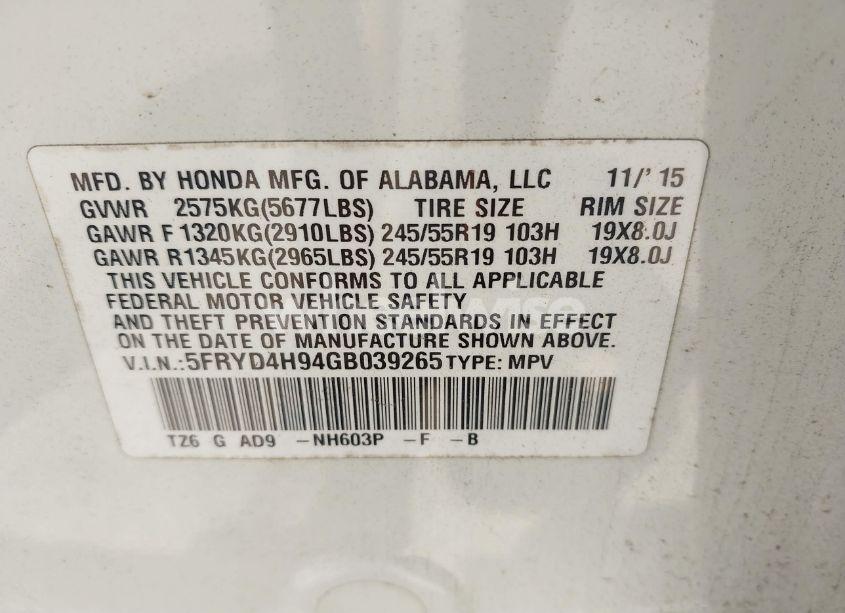 MFD. BY HONDA MFG. OF ALABAMA, LLC 11/' 15
GVWR 2575KG(5677LBS) TIRE SIZE RIM SIZE
GAWR F 1320KG(2910LBS) 245/55R19 103H 19X8.0J
GAWR R1345KG(2965LBS) 245/55R19 103H 19X8.0J
THIS VEHICLE CONFORMS TO ALL APPLICABLE
FEDERAL MOTOR VEHICLE SAFETY
AND THEFT PREVENTION STANDARDS IN EFFECT
ON THE DATE OF MANUFACTURE SHOWN ABOVE.
V.I.N.:5FRYD4H94GB039265 TYPE: MPV
TZ6 G AD9 -NH603P -F -B